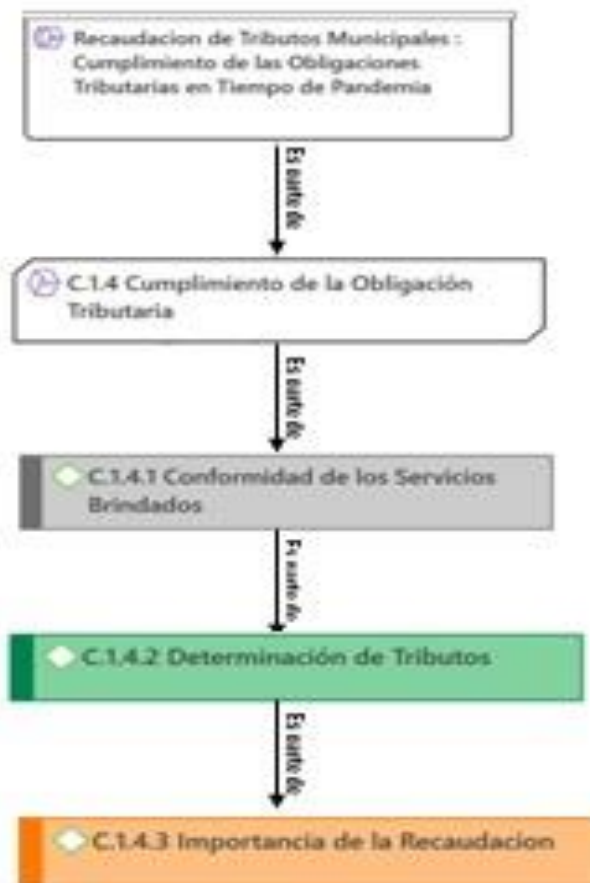 Recaudacion de Tributos Municipales :
Cumplimiento de las Obligaciones
Tributarias en Tiempo de Pandemia
Es parte de
C.1.4 Cumplimiento de la Obligación
Tributaria
Es parte de
C.1.4.1 Conformidad de los Servicios
Brindados
Es parte de
C.1.4.2 Determinación de Tributos
Es parte de
C.1.4.3 Importancia de la Recaudacion